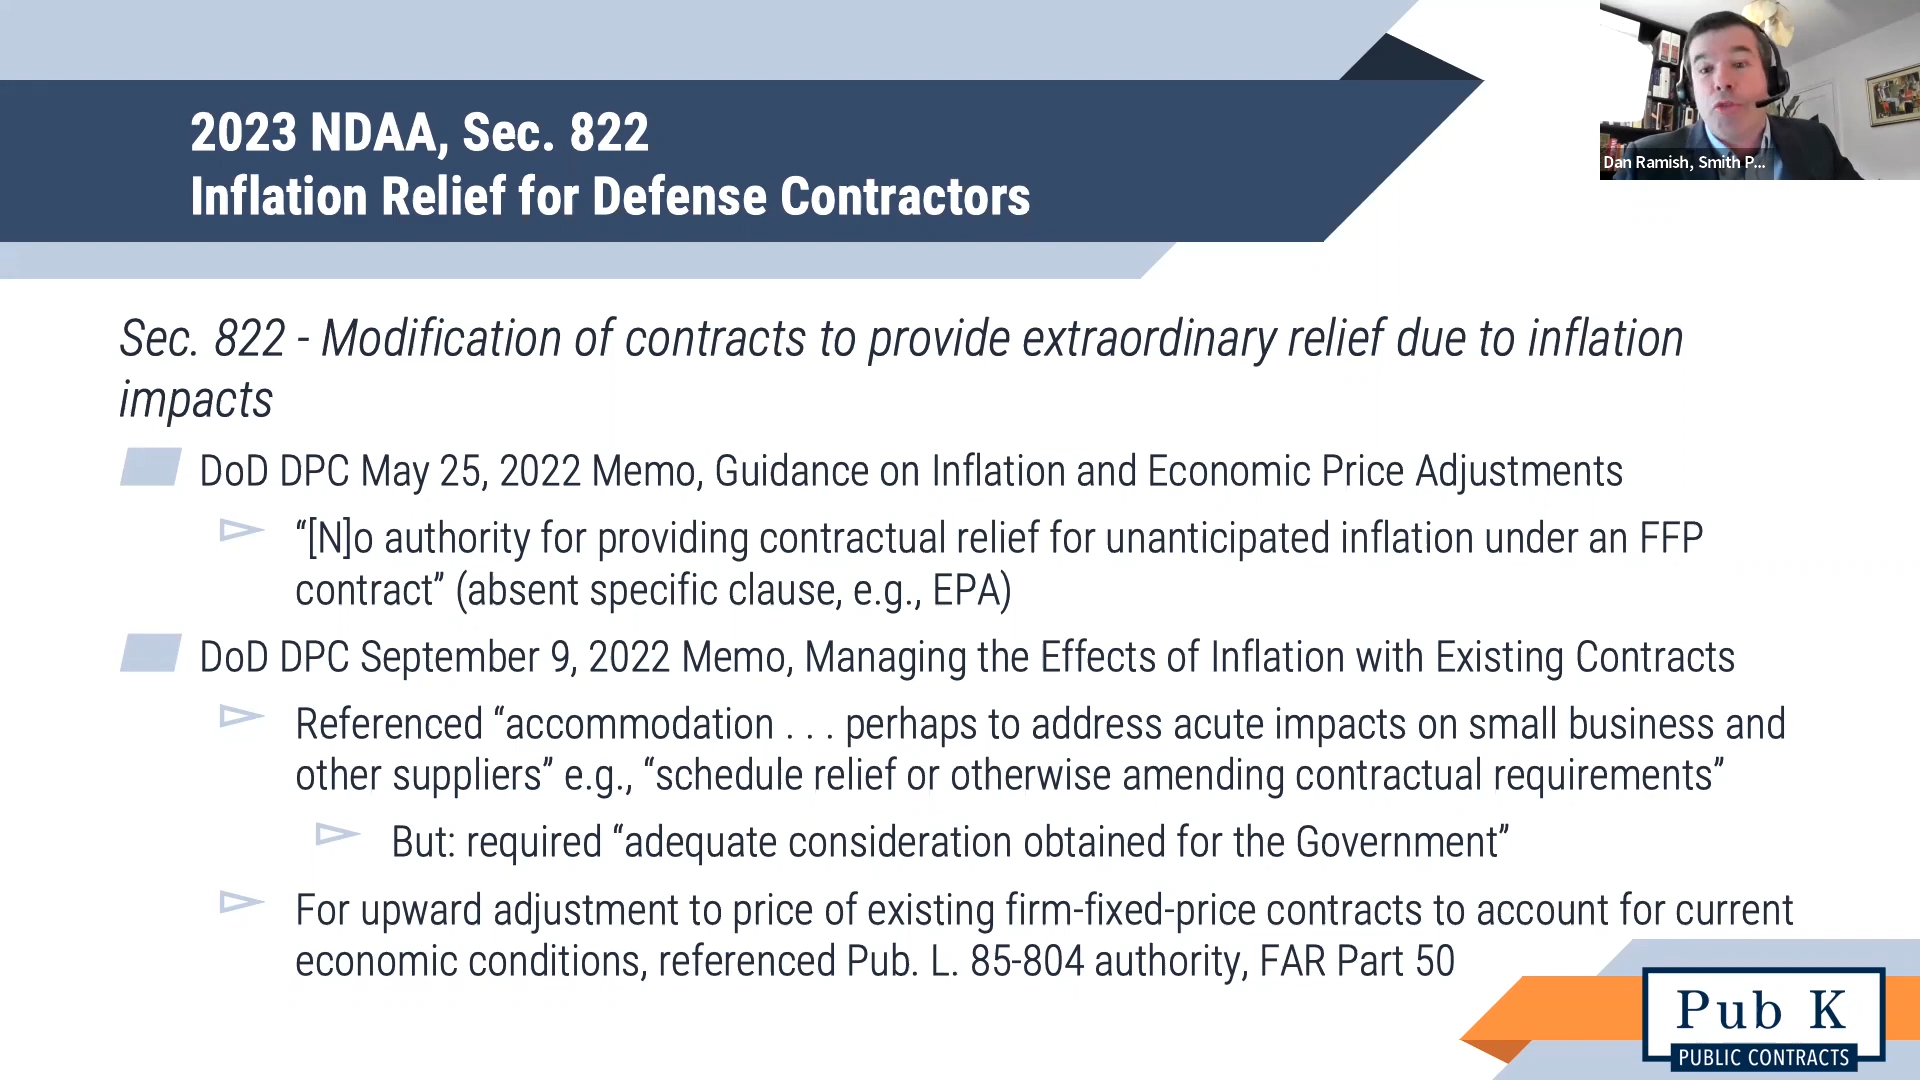 2023 NDAA, Sec. 822
Inflation Relief for Defense Contractors
Dan Ramish, Smith P...
Sec. 822 - Modification of contracts to provide extraordinary relief due to inflation
impacts
DoD DPC May 25, 2022 Memo, Guidance on Inflation and Economic Price Adjustments
“[N]o authority for providing contractual relief for unanticipated inflation under an FFP
contract” (absent specific clause, e.g., EPA)
DoD DPC September 9, 2022 Memo, Managing the Effects of Inflation with Existing Contracts
Referenced “accommodation . . . perhaps to address acute impacts on small business and
other suppliers” e.g., “schedule relief or otherwise amending contractual requirements”
But: required “adequate consideration obtained for the Government”
For upward adjustment to price of existing firm-fixed-price contracts to account for current
economic conditions, referenced Pub. L. 85-804 authority, FAR Part 50
Pub K
PUBLIC CONTRACTS